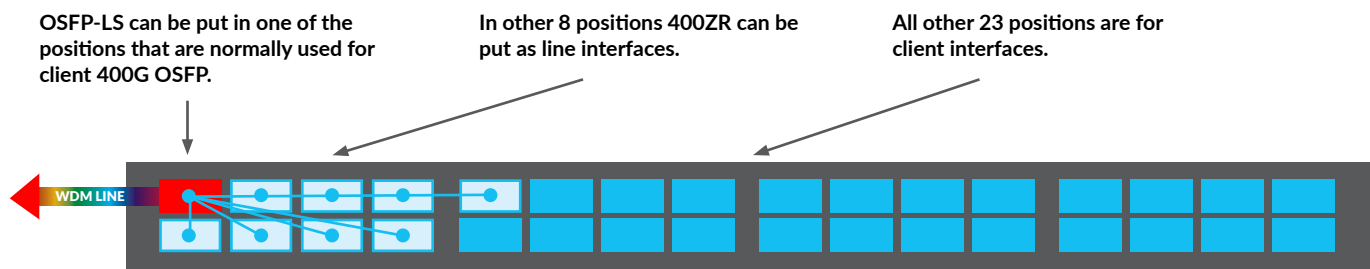 OSFP-LS can be put in one of the
positions that are normally used for
client 400G OSFP.
In other 8 positions 400ZR can be
put as line interfaces.
All other 23 positions are for
client interfaces.
WDM LINE